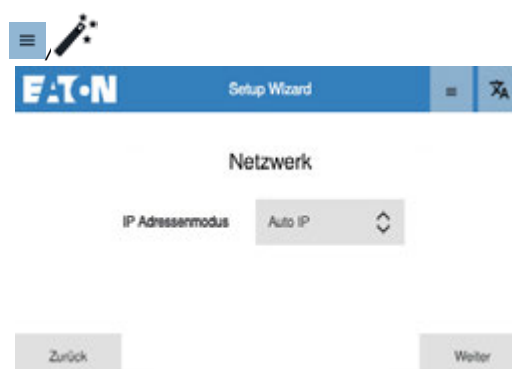 ,
EATON Setup Wizard
Netzwerk
IP Adressenmodus Auto IP
Zurück Weiter